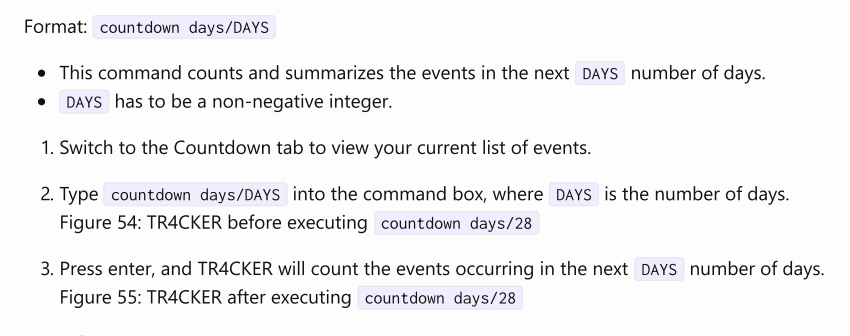 Format: countdown days/DAYS
• This command counts and summarizes the events in the next DAYS number of days.
• DAYS has to be a non-negative integer.
1. Switch to the Countdown tab to view your current list of events.
2. Type countdown days/DAYS into the command box, where DAYS is the number of days.
Figure 54: TR4CKER before executing countdown days/28
3. Press enter, and TR4CKER will count the events occurring in the next DAYS number of days.
Figure 55: TR4CKER after executing countdown days/28